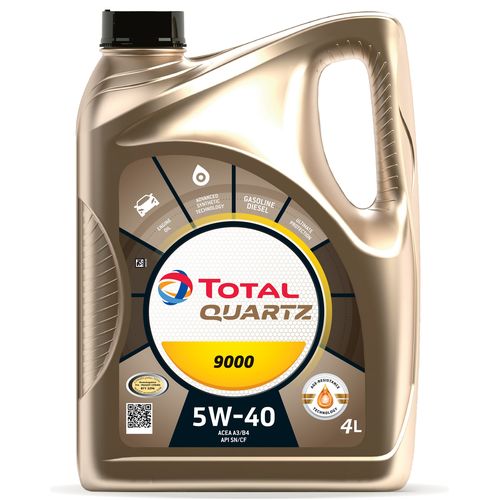 ENGINE
OIL
ADVANCED
SYNTHETIC
TECHNOLOGY
GASOLINE
DIESEL
ULTIMATE
PROTECTION
TOTAL
QUARTZ
9000
AGE-RESISTANCE
TECHNOLOGY
5W-40
ACEA A3/B4
API SN/CF
4L